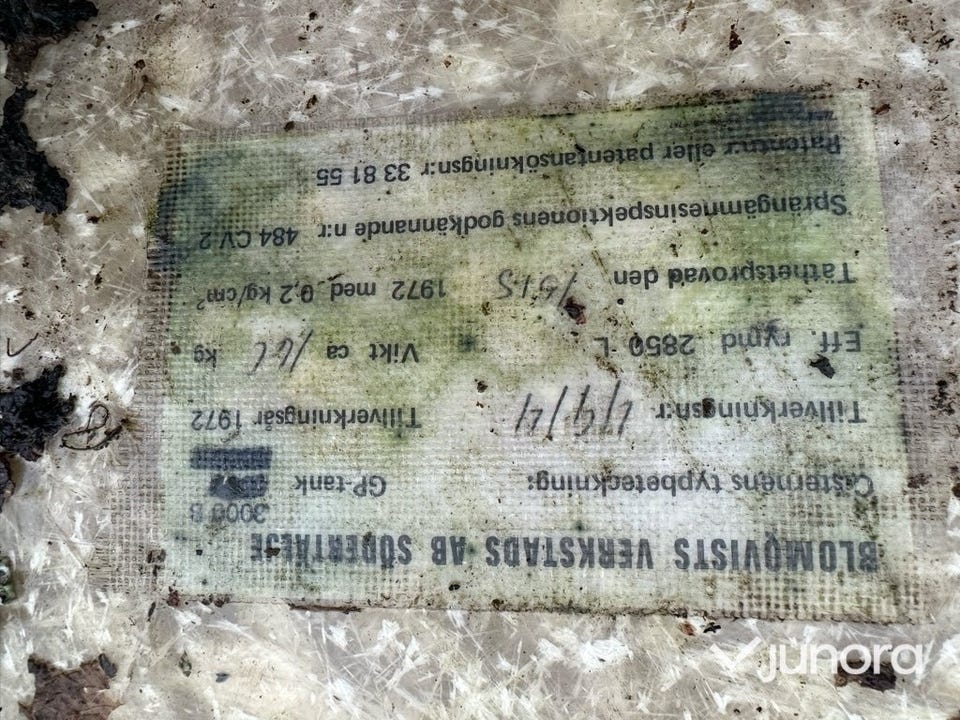 BLOMQVISTS VERKSTADS AB SÖDERTÄLJE
3000 B
Cisternens typbeteckning: GP-tank
Tillverkningsn:r Tillverkningsår 1972
Eff. rymd 2850 L Vikt ca kg
Täthetsprovad den 1972 med 0,2 kg/cm²
Sprängämnesinspektionens godkännande n:r 484 CV 2
Patentn:r eller patentansökningsn:r 33 81 55
junora